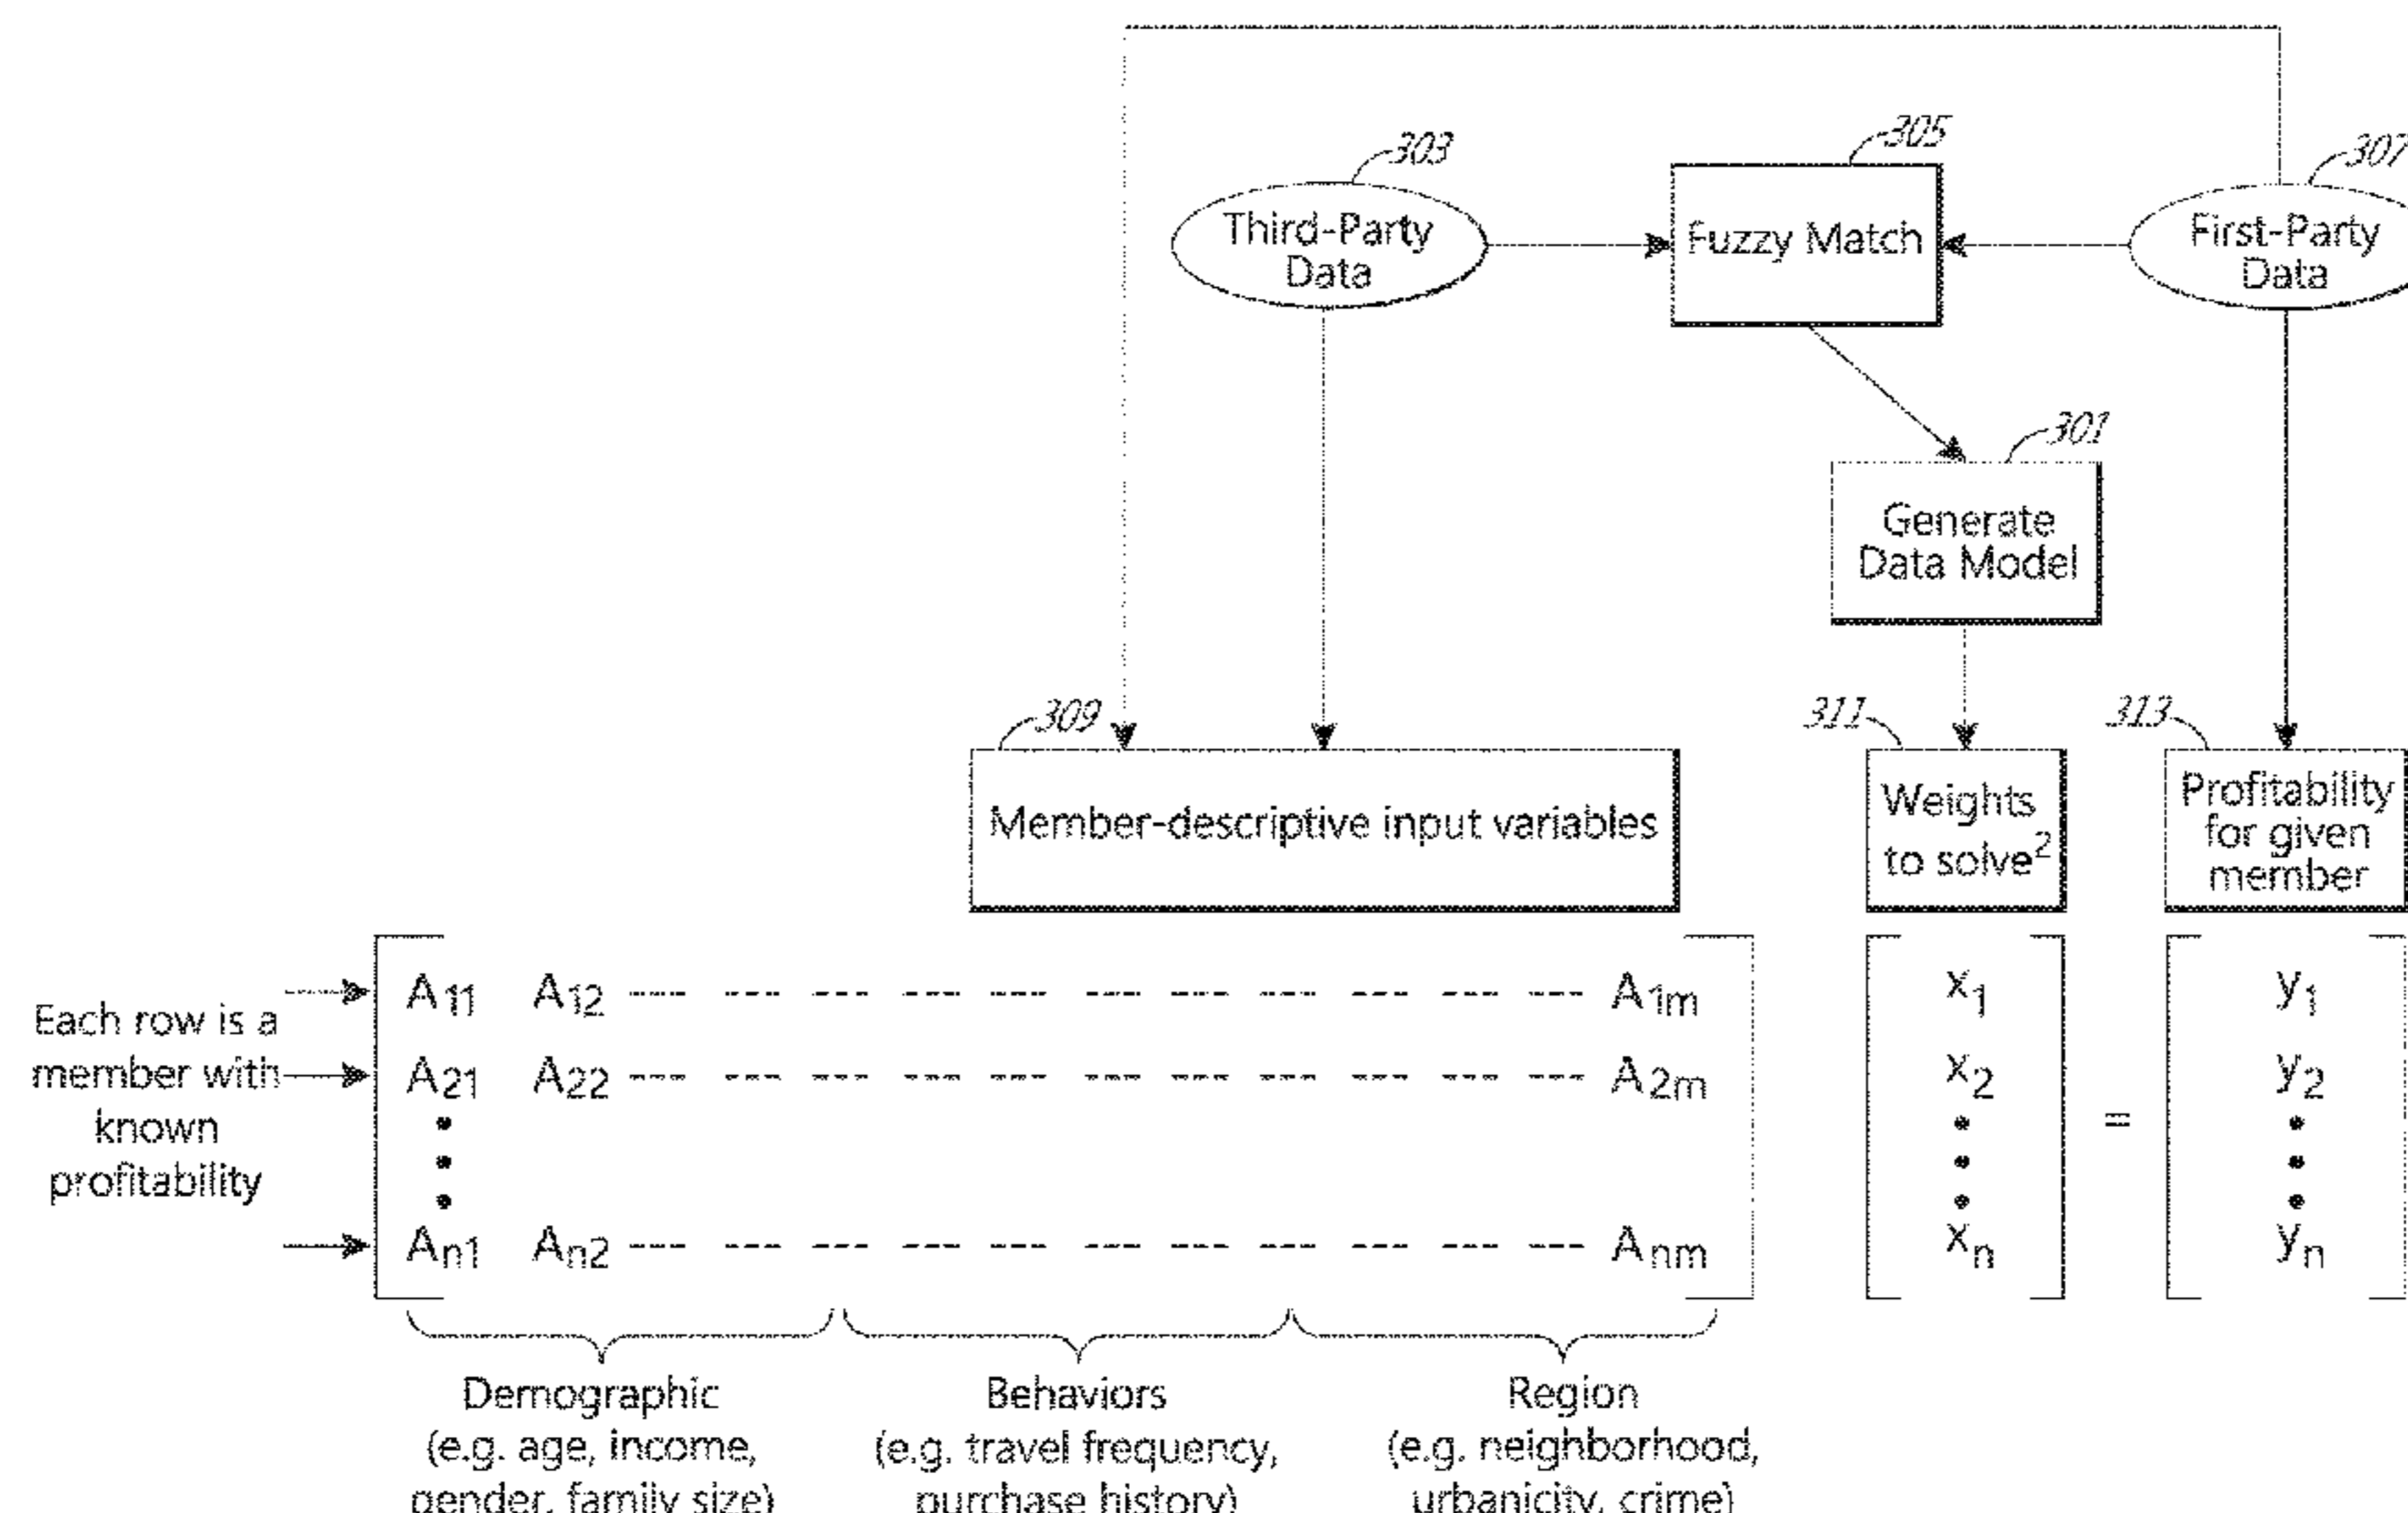 303
305
307
Third-Party
Data
Fuzzy Match
First-Party
Data
301
Generate
Data Model
309
311
313
Member-descriptive input variables
Weights
to solve2
Profitability
for given
member
Each row is a
member with
known
profitability
A11 A12 A1m
A21 A22 A2m
An1 An2 Anm
x1
x2
xn
=
y1
y2
yn
Demographic
(e.g. age, income,
gender, family size)
Behaviors
(e.g. travel frequency,
purchase history)
Region
(e.g. neighborhood,
urbanicity, crime)